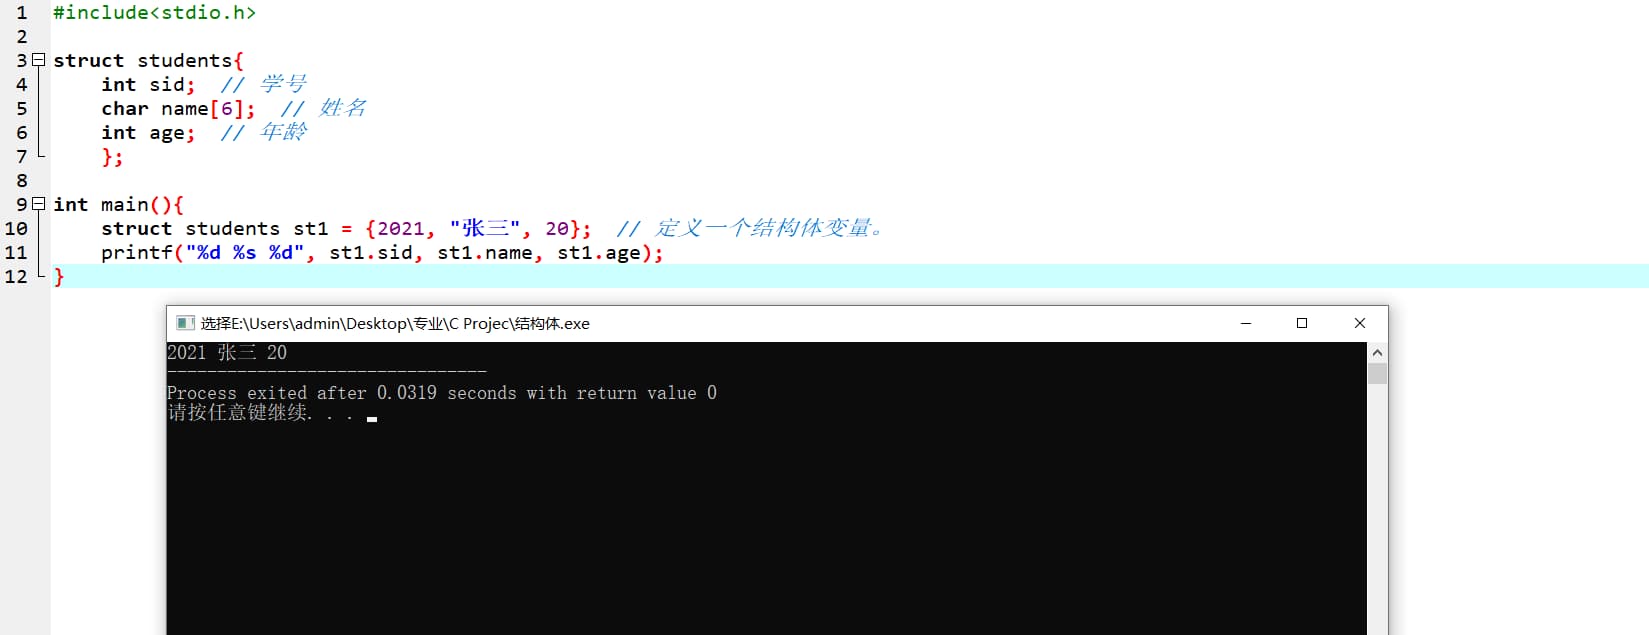 1 #include<stdio.h>
2
3 struct students{
4     int sid;  // 学号
5     char name[6];  // 姓名
6     int age;  // 年龄
7     };
8
9 int main(){
10     struct students st1 = {2021, "张三", 20};  // 定义一个结构体变量。
11     printf("%d %s %d", st1.sid, st1.name, st1.age);
12 }
选择E:\Users\admin\Desktop\专业\C Projec\结构体.exe
2021 张三 20
--------------------------------
Process exited after 0.0319 seconds with return value 0
请按任意键继续. . .